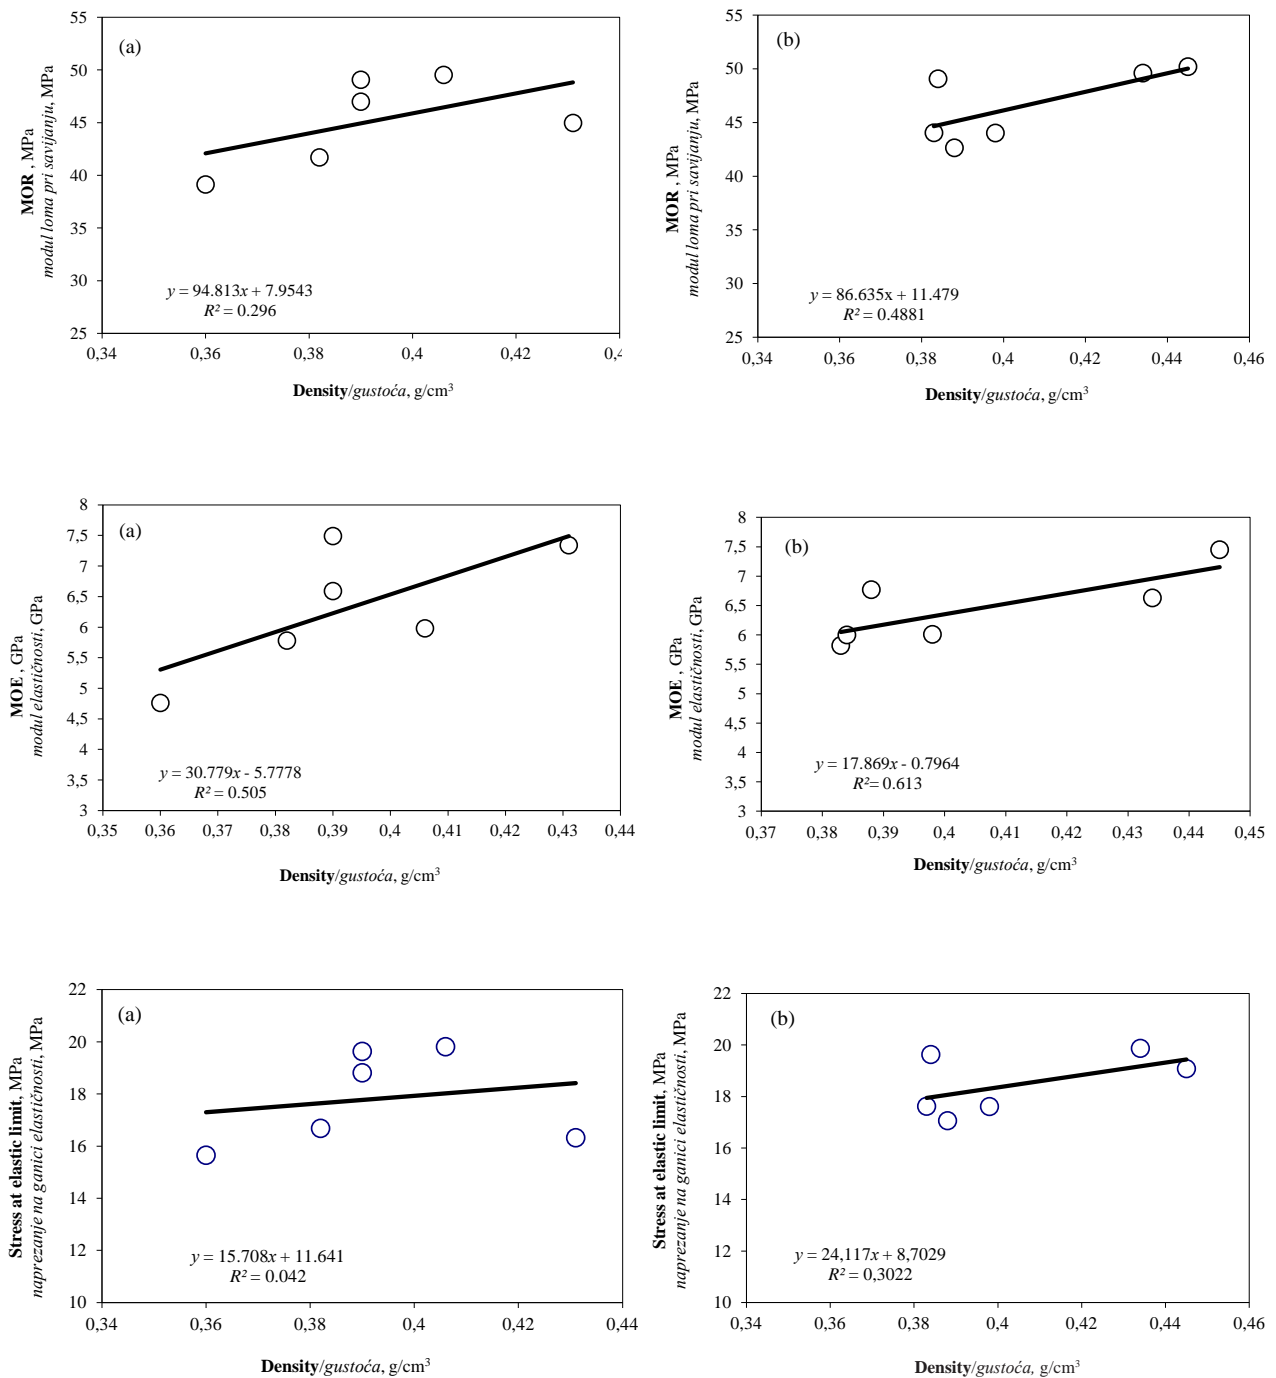 (a)
55
50
45
40
35
30
25
MOR , MPa
modul loma pri savijanju, MPa
y = 94.813x + 7.9543
R² = 0.296
0,34 0,36 0,38 0,4 0,42 0,4
Density/gustoća, g/cm³
(b)
55
50
45
40
35
30
25
MOR , MPa
modul loma pri savijanju, MPa
y = 86.635x + 11.479
R² = 0.4881
0,34 0,36 0,38 0,4 0,42 0,44 0,46
Density/gustoća, g/cm³
(a)
8
7,5
7
6,5
6
5,5
5
4,5
4
3,5
3
MOE , GPa
modul elastičnosti, GPa
y = 30.779x - 5.7778
R² = 0.505
0,35 0,36 0,37 0,38 0,39 0,4 0,41 0,42 0,43 0,44
Density/gustoća, g/cm³
(b)
8
7,5
7
6,5
6
5,5
5
4,5
4
3,5
3
MOE , GPa
modul elastičnosti, GPa
y = 17.869x - 0.7964
R²= 0.613
0,37 0,38 0,39 0,4 0,41 0,42 0,43 0,44 0,45
Density/gustoća, g/cm³
(a)
22
20
18
16
14
12
10
Stress at elastic limit, MPa
naprezanje na ganici elastičnosti, MPa
y = 15.708x + 11.641
R² = 0.042
0,34 0,36 0,38 0,4 0,42 0,44
Density/gustoća, g/cm³
(b)
22
20
18
16
14
12
10
Stress at elastic limit, MPa
naprezanje na ganici elastičnosti, MPa
y = 24,117x + 8,7029
R² = 0,3022
0,34 0,36 0,38 0,4 0,42 0,44 0,46
Density/gustoća, g/cm³